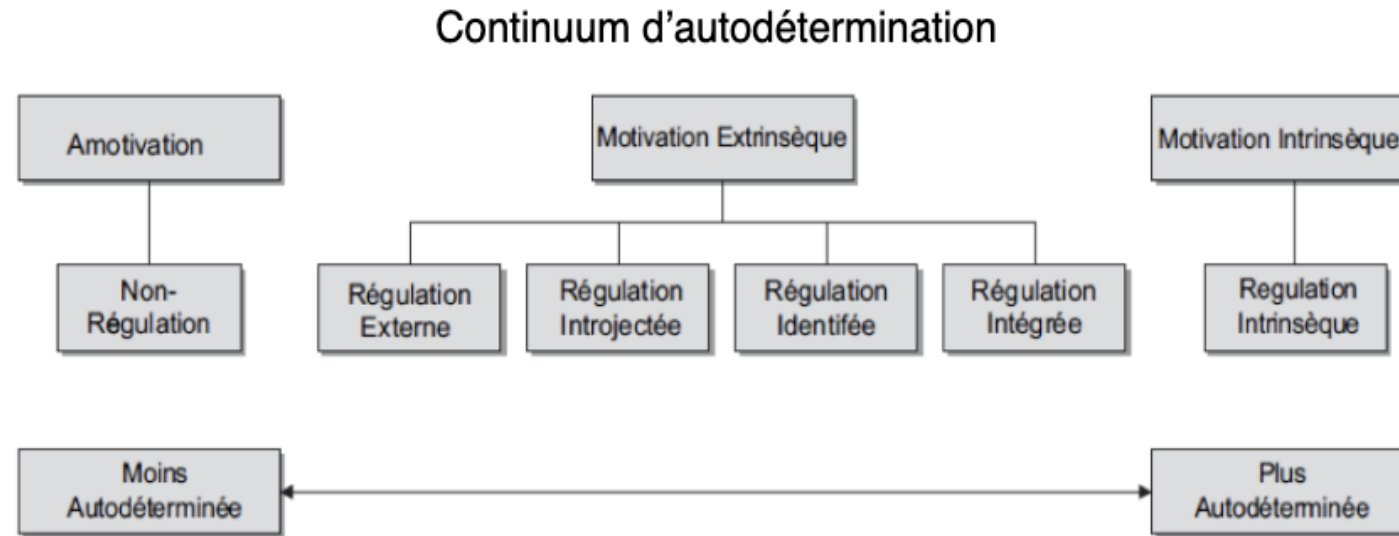 Continuum d'autodétermination
Amotivation
Motivation Extrinsèque
Motivation Intrinsèque
Non-
Régulation
Régulation
Externe
Régulation
Introjectée
Régulation
Identifée
Régulation
Intégrée
Regulation
Intrinsèque
Moins
Autodéterminée
Plus
Autodéterminée